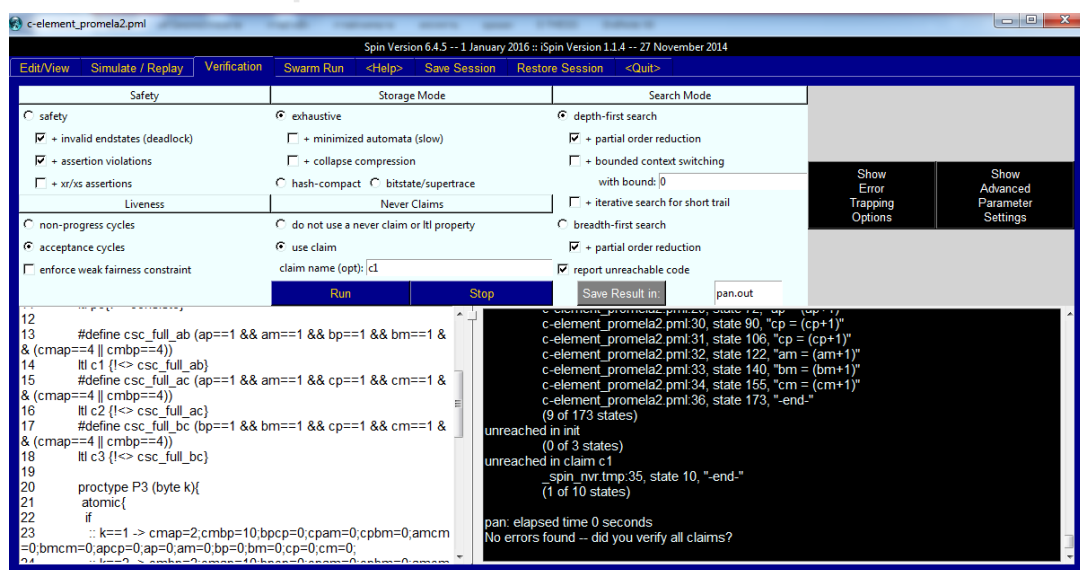 c-element_promela2.pml
Spin Version 6.4.5 -- 1 January 2016 :: iSpin Version 1.1.4 -- 27 November 2014
Edit/View Simulate / Replay Verification Swarm Run <Help> Save Session Restore Session <Quit>
Safety Storage Mode Search Mode
safety exhaustive depth-first search
+ invalid endstates (deadlock) + minimized automata (slow) + partial order reduction
+ assertion violations + collapse compression + bounded context switching
+ xr/xs assertions hash-compact bitstate/supertrace with bound: 0
Liveness Never Claims + iterative search for short trail
non-progress cycles do not use a never claim or ltl property breadth-first search
acceptance cycles use claim + partial order reduction
enforce weak fairness constraint claim name (opt): c1 report unreachable code
Run Stop Save Result in: pan.out
Show
Error
Trapping
Options
Show
Advanced
Parameter
Settings
12
13 #define csc_full_ab (ap==1 && am==1 && bp==1 && bm==1 &
& (cmap==4 || cmbp==4))
14 ltl c1 {!<> csc_full_ab}
15 #define csc_full_ac (ap==1 && am==1 && cp==1 && cm==1 &
& (cmap==4 || cmbp==4))
16 ltl c2 {!<> csc_full_ac}
17 #define csc_full_bc (bp==1 && bm==1 && cp==1 && cm==1 &
& (cmap==4 || cmbp==4))
18 ltl c3 {!<> csc_full_bc}
19
20 proctype P3 (byte k){
21 atomic{
22 if
23 :: k==1 -> cmap=2;cmbp=10;bpcp=0;cpam=0;cpbm=0;amcm
=0;bmcm=0;apcp=0;ap=0;am=0;bp=0;bm=0;cp=0;cm=0;
c-element_promela2.pml:30, state 90, "cp = (cp+1)"
c-element_promela2.pml:31, state 106, "cp = (cp+1)"
c-element_promela2.pml:32, state 122, "am = (am+1)"
c-element_promela2.pml:33, state 140, "bm = (bm+1)"
c-element_promela2.pml:34, state 155, "cm = (cm+1)"
c-element_promela2.pml:36, state 173, "-end-"
(9 of 173 states)
unreached in init
(0 of 3 states)
unreached in claim c1
_spin_nvr.tmp:35, state 10, "-end-"
(1 of 10 states)
pan: elapsed time 0 seconds
No errors found -- did you verify all claims?